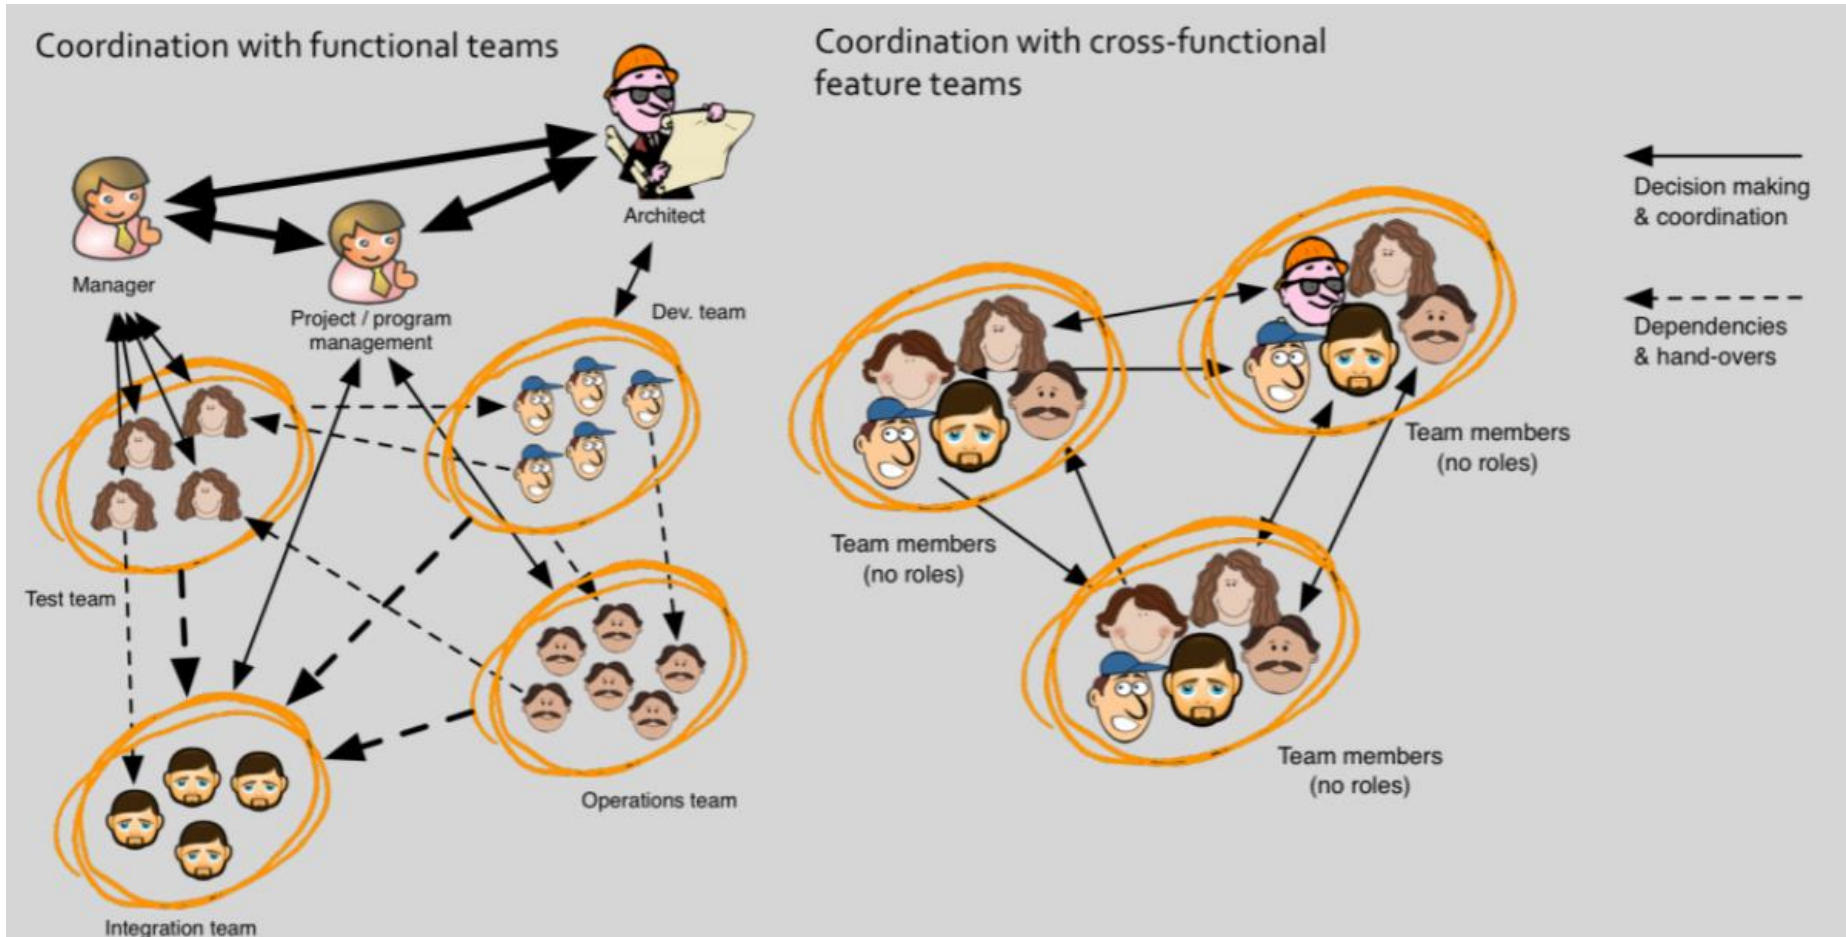 Coordination with functional teams
Architect
Manager
Project / program
management
Dev. team
Test team
Operations team
Integration team
Coordination with cross-functional
feature teams
Decision making
& coordination
Dependencies
& hand-overs
Team members
(no roles)
Team members
(no roles)
Team members
(no roles)